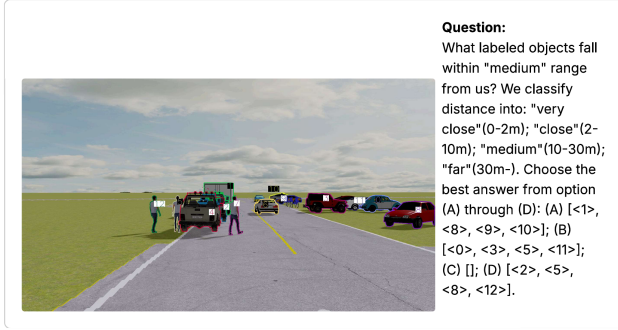 Question:
What labeled objects fall
within "medium" range
from us? We classify
distance into: "very
close"(0-2m); "close"(2-
10m); "medium"(10-30m);
"far"(30m-). Choose the
best answer from option
(A) through (D): (A) [<1>,
<8>, <9>, <10>]; (B)
[<0>, <3>, <5>, <11>];
(C) []; (D) [<2>, <5>,
<8>, <12>].